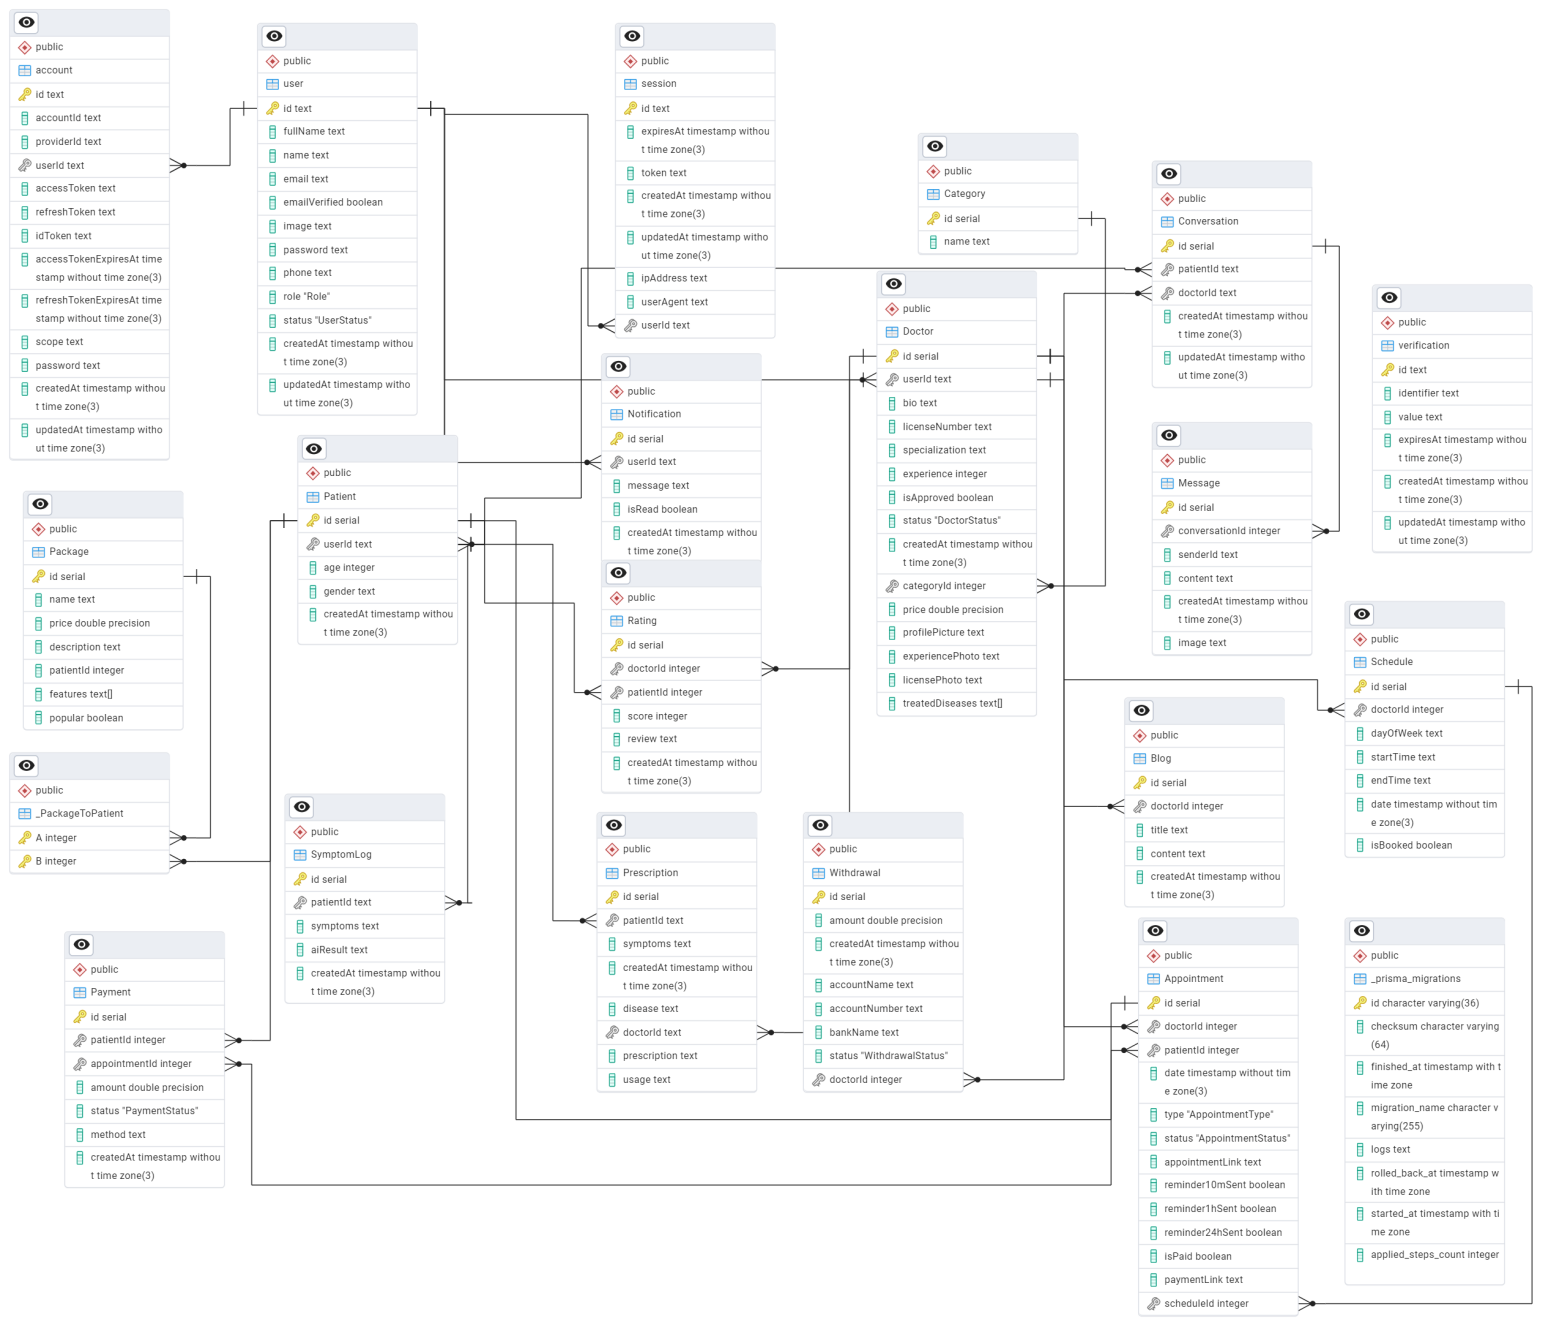 public
account
id text
accountId text
providerId text
userId text
accessToken text
refreshToken text
idToken text
accessTokenExpiresAt time
stamp without time zone(3)
refreshTokenExpiresAt time
stamp without time zone(3)
scope text
password text
createdAt timestamp withou
t time zone(3)
updatedAt timestamp witho
ut time zone(3)
public
user
id text
fullName text
name text
email text
emailVerified boolean
image text
password text
phone text
role "Role"
status "UserStatus"
createdAt timestamp withou
t time zone(3)
updatedAt timestamp witho
ut time zone(3)
public
session
id text
expiresAt timestamp withou
t time zone(3)
token text
createdAt timestamp withou
t time zone(3)
updatedAt timestamp witho
ut time zone(3)
ipAddress text
userAgent text
userId text
public
Category
id serial
name text
public
Conversation
id serial
patientId text
doctorId text
createdAt timestamp withou
t time zone(3)
updatedAt timestamp witho
ut time zone(3)
public
verification
id text
identifier text
value text
expiresAt timestamp withou
t time zone(3)
createdAt timestamp withou
t time zone(3)
updatedAt timestamp witho
ut time zone(3)
public
Doctor
id serial
userId text
bio text
licenseNumber text
specialization text
experience integer
isApproved boolean
status "DoctorStatus"
createdAt timestamp withou
t time zone(3)
categoryId integer
price double precision
profilePicture text
experiencePhoto text
licensePhoto text
treatedDiseases text[]
public
Notification
id serial
userId text
message text
isRead boolean
createdAt timestamp withou
t time zone(3)
public
Patient
id serial
userId text
age integer
gender text
createdAt timestamp withou
t time zone(3)
public
Message
id serial
conversationId integer
senderId text
content text
createdAt timestamp withou
t time zone(3)
image text
public
Package
id serial
name text
price double precision
description text
patientId integer
features text[]
popular boolean
public
Rating
id serial
doctorId integer
patientId integer
score integer
review text
createdAt timestamp withou
t time zone(3)
public
Schedule
id serial
doctorId integer
dayOfWeek text
startTime text
endTime text
date timestamp without tim
e zone(3)
isBooked boolean
public
Blog
id serial
doctorId integer
title text
content text
createdAt timestamp withou
t time zone(3)
public
_PackageToPatient
A integer
B integer
public
SymptomLog
id serial
patientId text
symptoms text
aiResult text
createdAt timestamp withou
t time zone(3)
public
Prescription
id serial
patientId text
symptoms text
createdAt timestamp withou
t time zone(3)
disease text
doctorId text
prescription text
usage text
public
Withdrawal
id serial
amount double precision
createdAt timestamp withou
t time zone(3)
accountName text
accountNumber text
bankName text
status "WithdrawalStatus"
doctorId integer
public
Payment
id serial
patientId integer
appointmentId integer
amount double precision
status "PaymentStatus"
method text
createdAt timestamp withou
t time zone(3)
public
Appointment
id serial
doctorId integer
patientId integer
date timestamp without tim
e zone(3)
type "AppointmentType"
status "AppointmentStatus"
appointmentLink text
reminder10mSent boolean
reminder1hSent boolean
reminder24hSent boolean
isPaid boolean
paymentLink text
scheduleId integer
public
_prisma_migrations
id character varying(36)
checksum character varying
(64)
finished_at timestamp with t
ime zone
migration_name character v
arying(255)
logs text
rolled_back_at timestamp w
ith time zone
started_at timestamp with ti
me zone
applied_steps_count integer